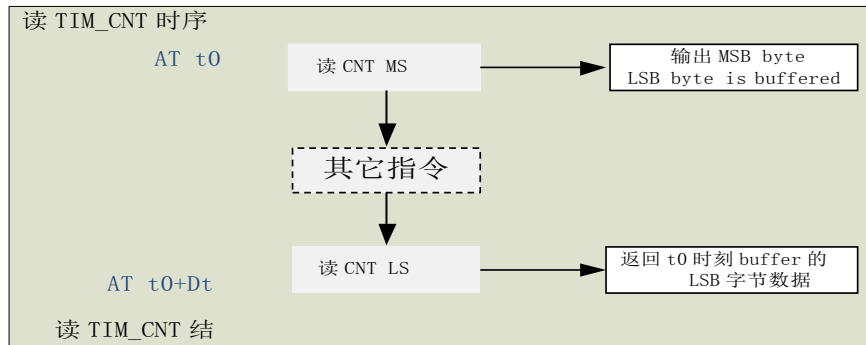 读 TIM_CNT 时序
AT t0
读 CNT MS
输出 MSB byte
LSB byte is buffered
其它指令
读 CNT LS
返回 t0 时刻 buffer 的
LSB 字节数据
AT t0+Dt
读 TIM_CNT 结